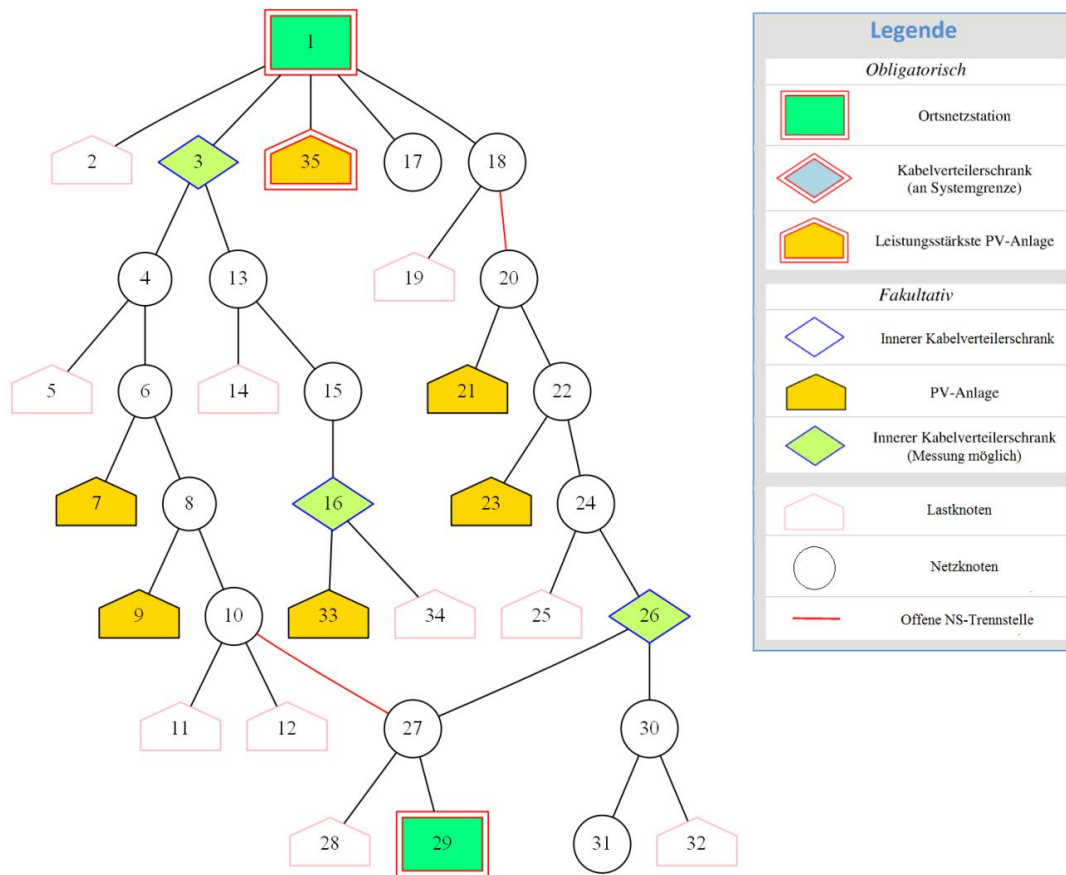 1
2
3
35
17
18
4
13
19
20
5
6
14
15
21
22
7
8
16
23
24
9
10
33
34
25
26
11
12
27
30
28
29
31
32
Legende
Obligatorisch
Ortsnetzstation
Kabelverteilerschrank
(an Systemgrenze)
Leistungsstärkste PV-Anlage
Fakultativ
Innerer Kabelverteilerschrank
PV-Anlage
Innerer Kabelverteilerschrank
(Messung möglich)
Lastknoten
Netzknoten
Offene NS-Trennstelle